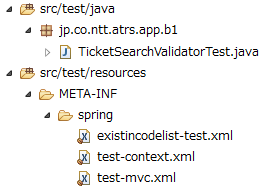 src/test/java
jp.co.ntt.atrs.app.b1
TicketSearchValidatorTest.java
src/test/resources
META-INF
spring
existincodelist-test.xml
test-context.xml
test-mvc.xml